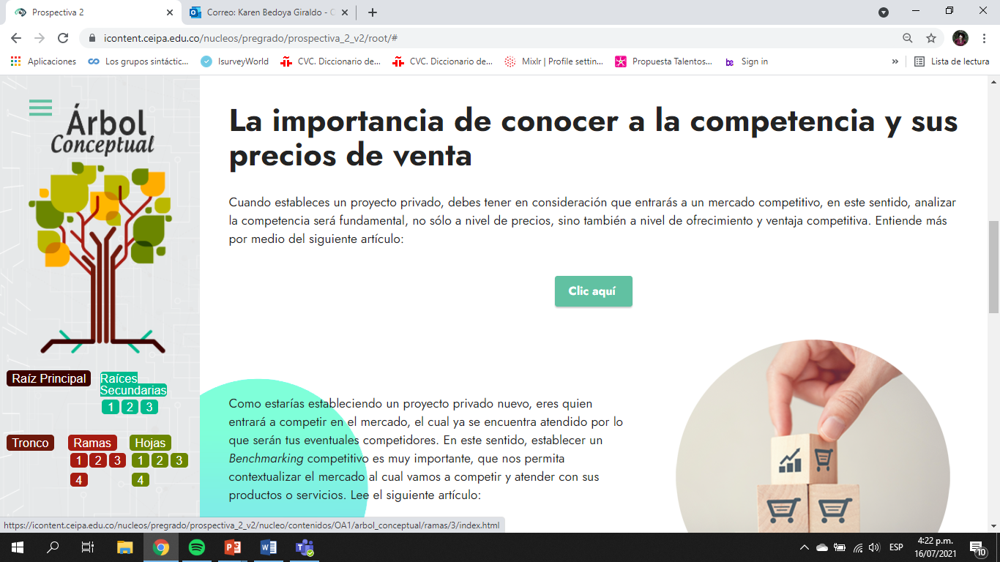 Prospectiva 2
Correo: Karen Bedoya Giraldo - O
icontent.ceipa.edu.co/nucleos/pregrado/prospectiva_2_v2/root/#
Aplicaciones
Los grupos sintáctic...
IsurveyWorld
CVC. Diccionario de...
CVC. Diccionario de...
Mixlr | Profile settin...
Propuesta Talentos...
Sign in
»
Lista de lectura
Árbol
Conceptual
Raíz Principal
Raíces
Secundarias
1 2 3
Tronco
Ramas
1 2 3
4
Hojas
1 2 3
4
La importancia de conocer a la competencia y sus
precios de venta
Cuando estableces un proyecto privado, debes tener en consideración que entrarás a un mercado competitivo, en este sentido, analizar
la competencia será fundamental, no sólo a nivel de precios, sino también a nivel de ofrecimiento y ventaja competitiva. Entiende más
por medio del siguiente artículo:
Clic aquí
Como estarías estableciendo un proyecto privado nuevo, eres quien
entrará a competir en el mercado, el cual ya se encuentra atendido por lo
que serán tus eventuales competidores. En este sentido, establecer un
Benchmarking competitivo es muy importante, que nos permita
contextualizar el mercado al cual vamos a competir y atender con sus
productos o servicios. Lee el siguiente artículo:
https://icontent.ceipa.edu.co/nucleos/pregrado/prospectiva_2_v2/nucleo/contenidos/OA1/arbol_conceptual/ramas/3/index.html
ESP
4:22 p.m.
16/07/2021
10